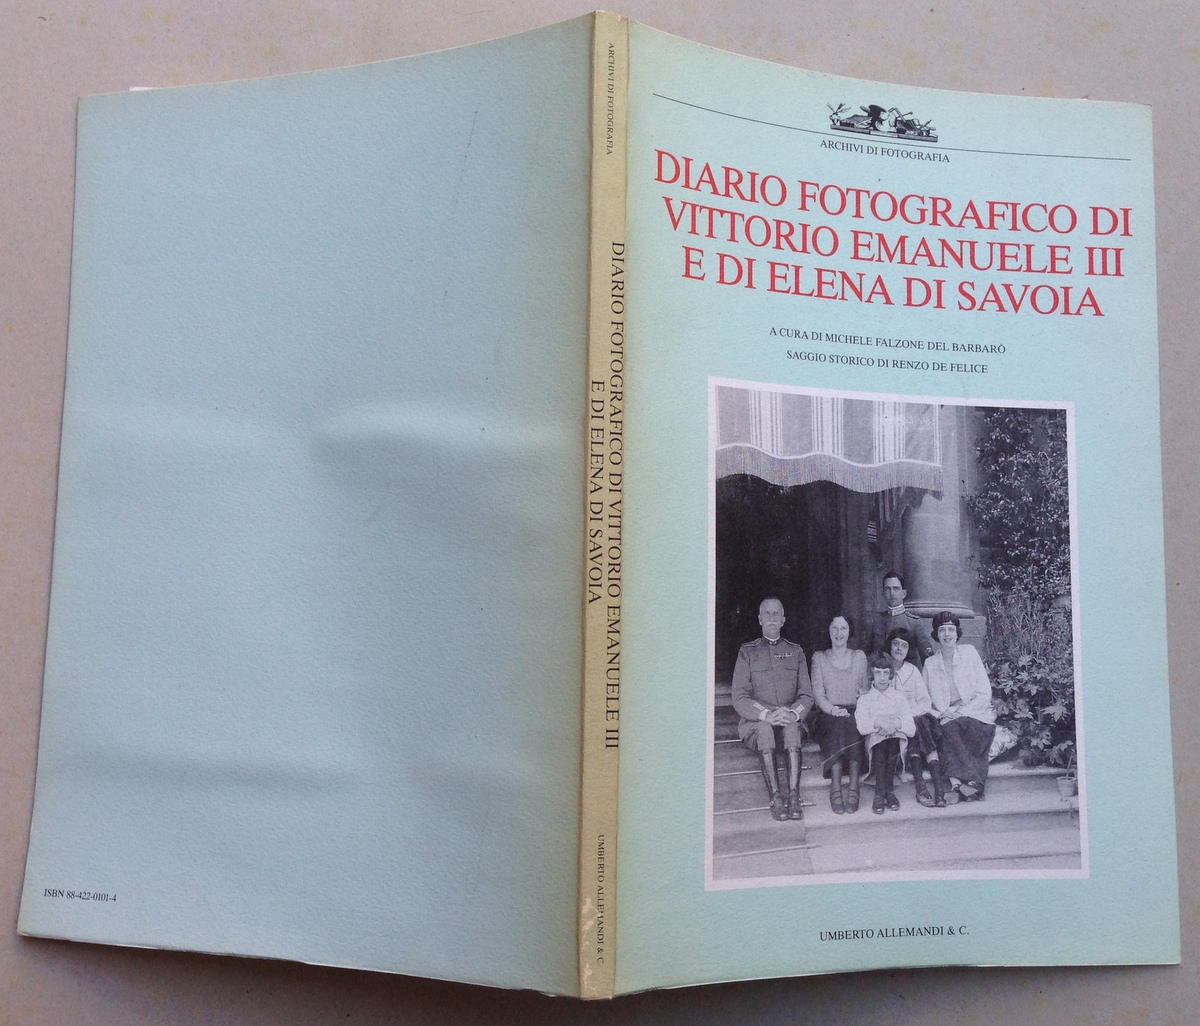 ISBN 88-422-0101-4
ARCHIVI DI FOTOGRAFIA
DIARIO FOTOGRAFICO DI VITTORIO EMANUELE III
E DI ELENA DI SAVOIA
UMBERTO ALLEMANDI & C.
ARCHIVI DI FOTOGRAFIA
DIARIO FOTOGRAFICO DI
VITTORIO EMANUELE III
E DI ELENA DI SAVOIA
A CURA DI MICHELE FALZONE DEL BARBARÒ
SAGGIO STORICO DI RENZO DE FELICE
UMBERTO ALLEMANDI & C.